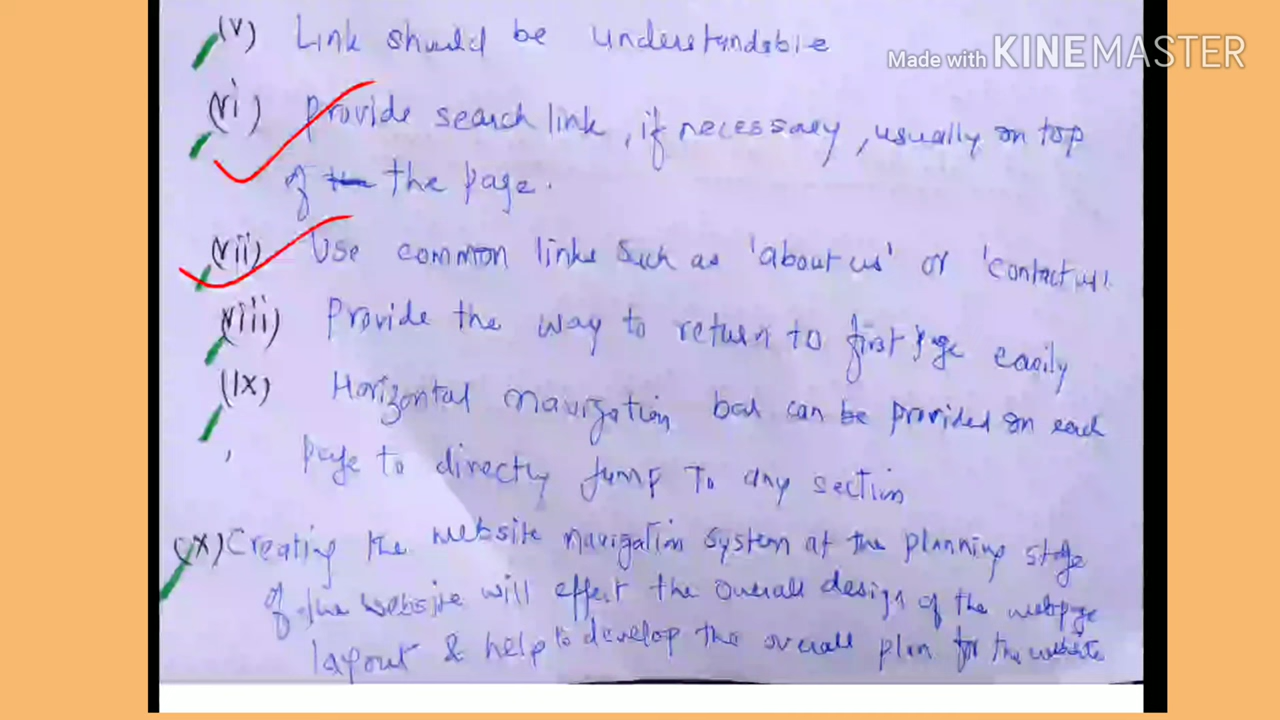 (v) Link should be understandable
Made with KINEMASTER
(vi) Provide search link, if necessary, usually on top
of the page.
(vii) Use common links such as 'about us' or 'contact us'.
(viii) Provide the way to return to first page easily
(ix) Horizontal navigation bar can be provided on each
page to directly jump to any section
(x) Creating the website navigation system at the planning stage
of the website will effect the overall design of the webpage
layout & help to develop the overall plan for the website